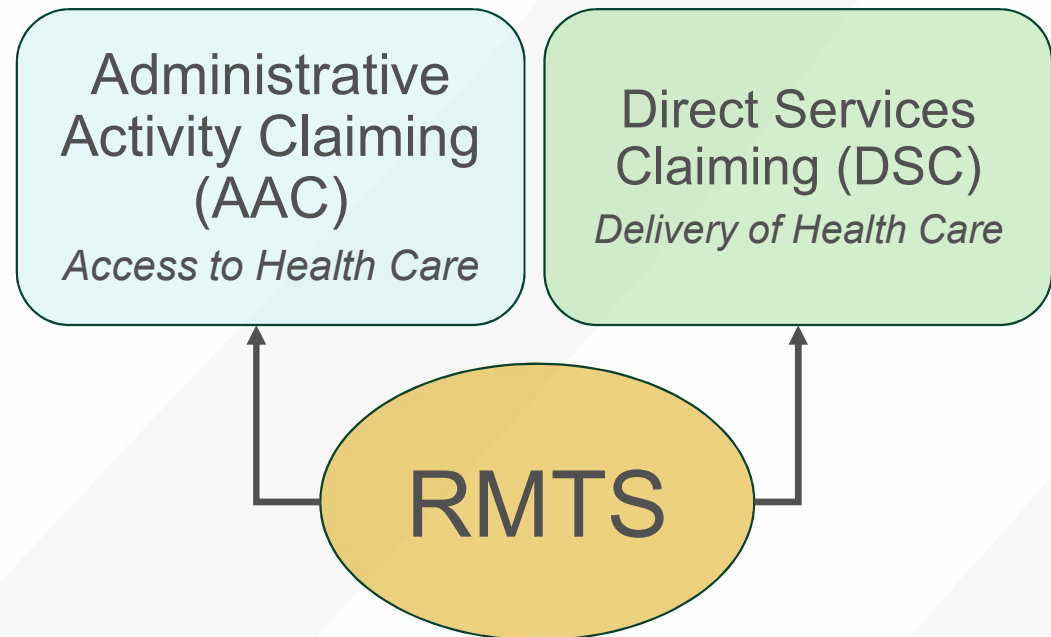 Administrative
Activity Claiming
(AAC)
Access to Health Care
Direct Services
Claiming (DSC)
Delivery of Health Care
RMTS